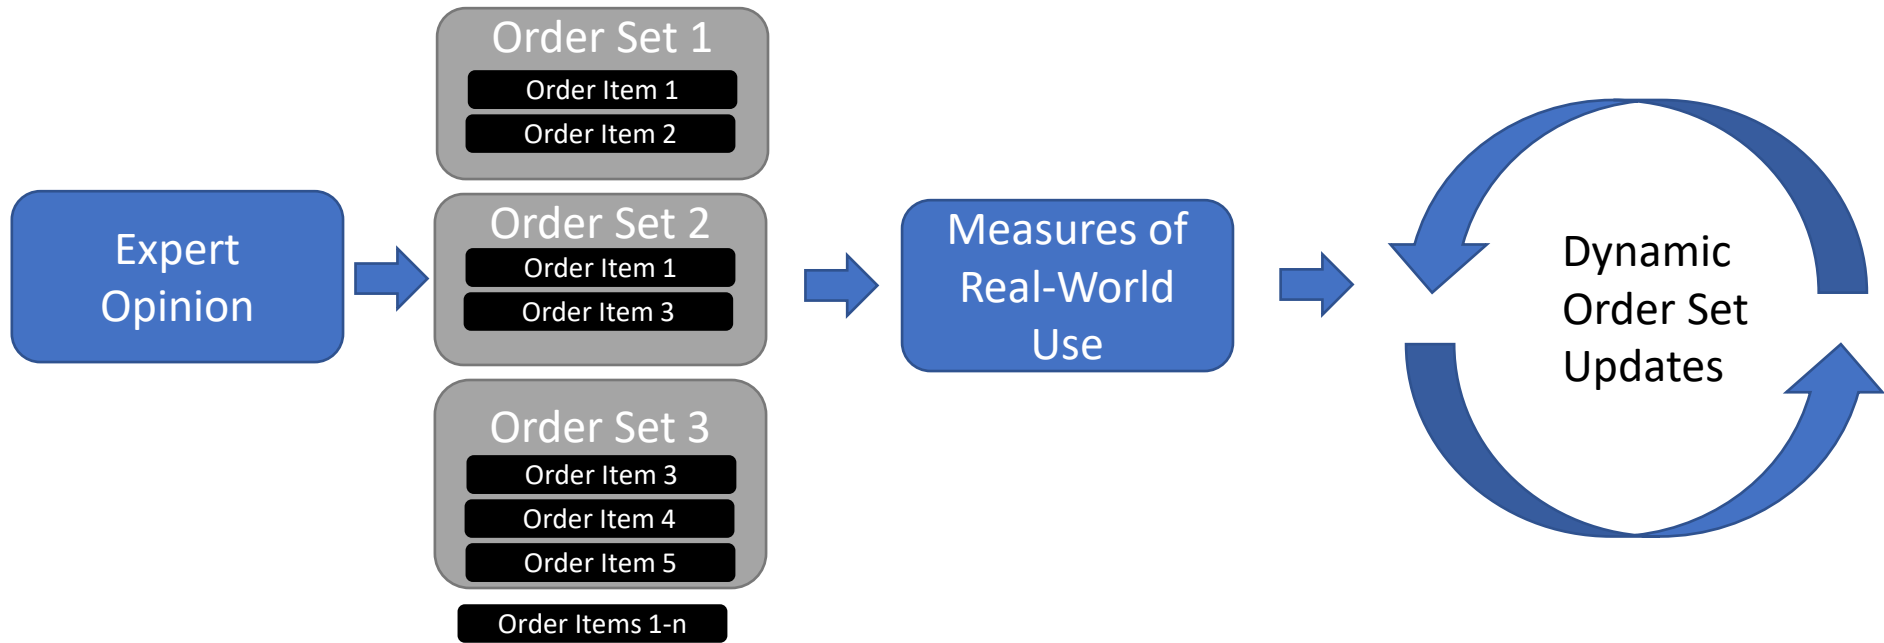 Expert
Opinion
Order Set 1
Order Item 1
Order Item 2
Order Set 2
Order Item 1
Order Item 3
Order Set 3
Order Item 3
Order Item 4
Order Item 5
Order Items 1-n
Measures of
Real-World
Use
Dynamic
Order Set
Updates